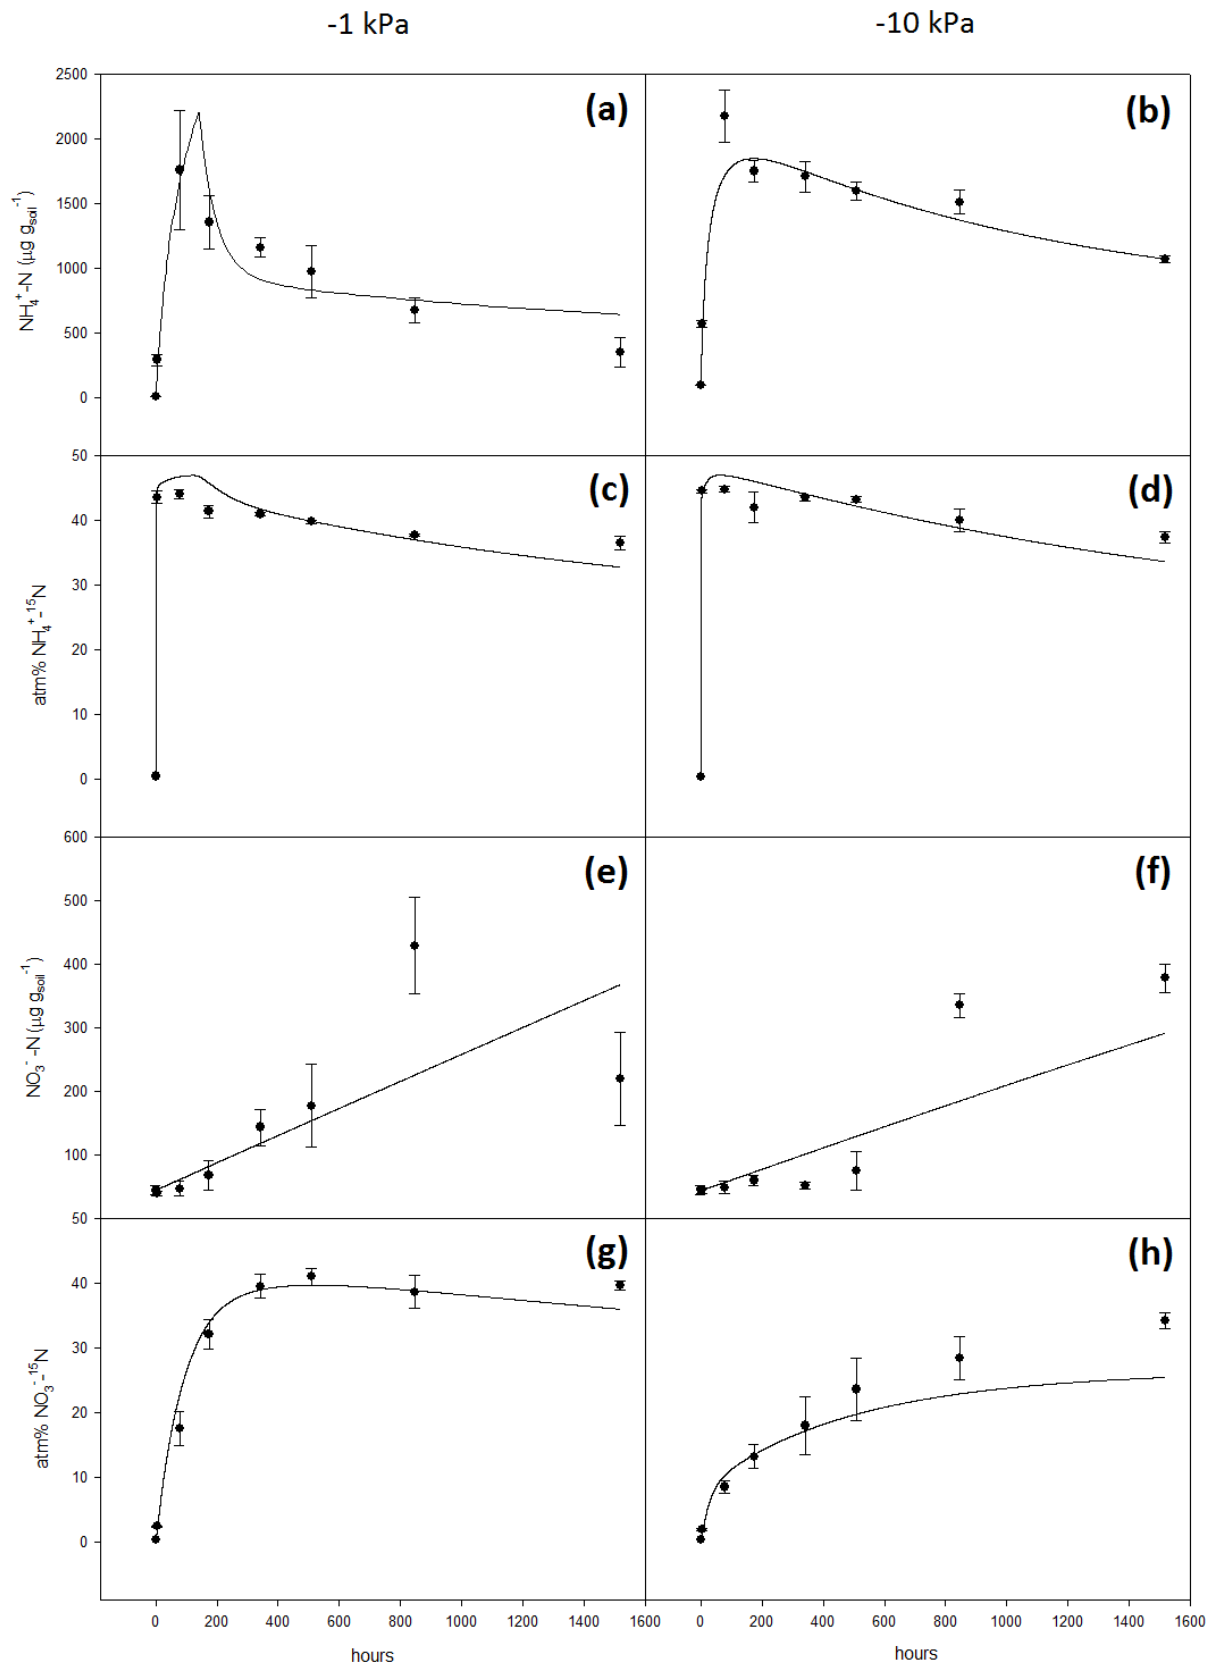 -1 kPa -10 kPa
2500 (a) (b)
2000
1500
1000
500
0
NH₄⁺-N (μg g_soil⁻¹)
50 (c) (d)
40
30
20
10
0
atm% NH₄⁺-¹⁵N
600 (e) (f)
500
400
300
200
100
NO₃⁻-N (μg g_soil⁻¹)
50 (g) (h)
40
30
20
10
0
atm% NO₃⁻-¹⁵N
0 200 400 600 800 1000 1200 1400 1600 0 200 400 600 800 1000 1200 1400 1600
hours hours